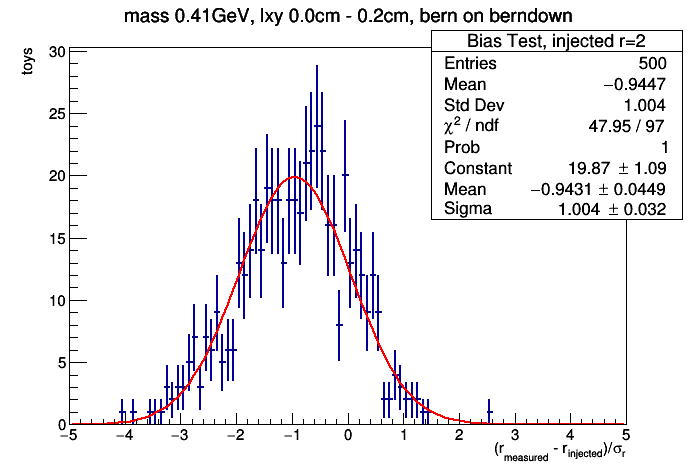 mass 0.41GeV, lxy 0.0cm - 0.2cm, bern on berndown
Bias Test, injected r=2
Entries 500
Mean −0.9447
Std Dev 1.004
χ² / ndf 47.95 / 97
Prob 1
Constant 19.87 ± 1.09
Mean −0.9431 ± 0.0449
Sigma 1.004 ± 0.032
toys
30
25
20
15
10
5
0
−5 −4 −3 −2 −1 0 1 2 3 4 5
(r_measured - r_injected)/σ_r